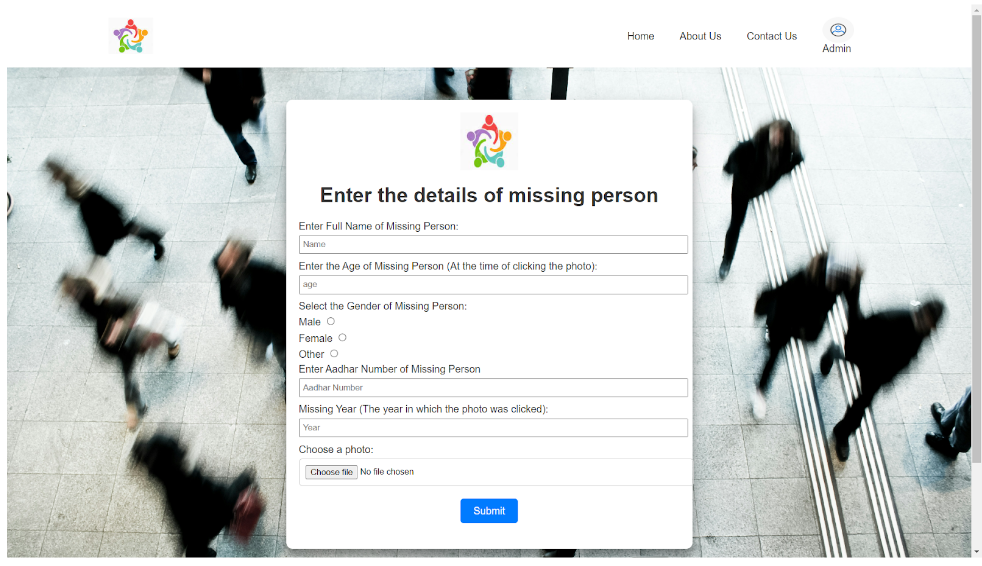 Home About Us Contact Us
Admin
Enter the details of missing person
Enter Full Name of Missing Person:
Name
Enter the Age of Missing Person (At the time of clicking the photo):
age
Select the Gender of Missing Person:
Male
Female
Other
Enter Aadhar Number of Missing Person
Aadhar Number
Missing Year (The year in which the photo was clicked):
Year
Choose a photo:
Choose file No file chosen
Submit